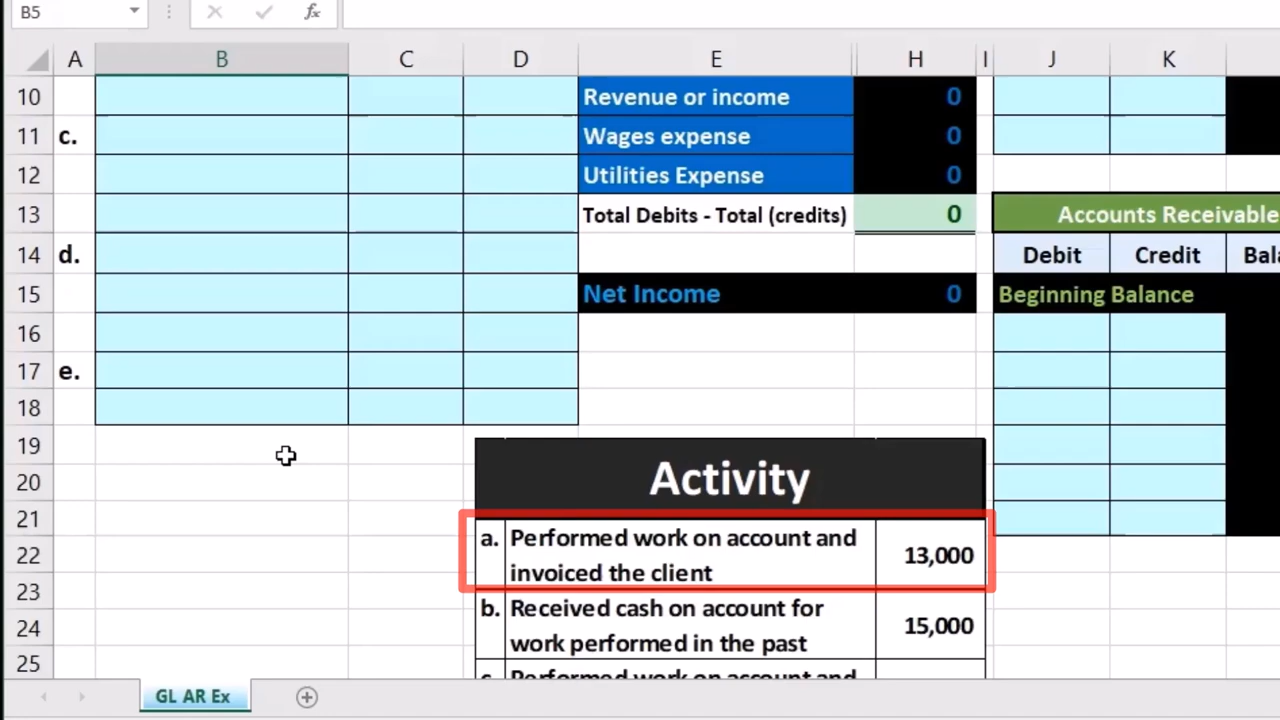 B5 fx
A B C D E H I J K
10 Revenue or income 0
11 c. Wages expense 0
12 Utilities Expense 0
13 Total Debits - Total (credits) 0 Accounts Receivable
14 d. Debit Credit
15 Net Income 0 Beginning Balance
16
17 e.
18
19
20 Activity
21
a. Performed work on account and
22 invoiced the client 13,000
23
b. Received cash on account for
24 work performed in the past 15,000
25
c. Performed work on account and
GL AR Ex